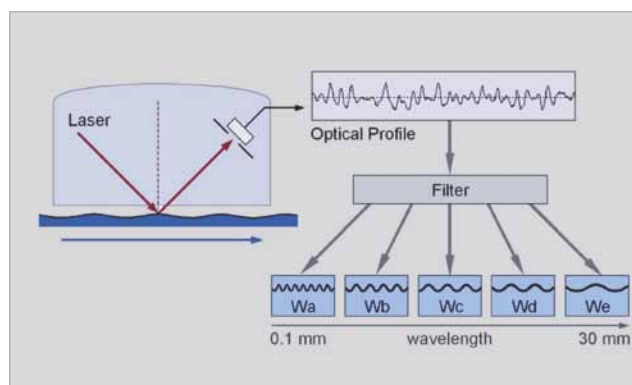 Laser
Optical Profile
Filter
Wa
Wb
Wc
Wd
We
0.1 mm
wavelength
30 mm